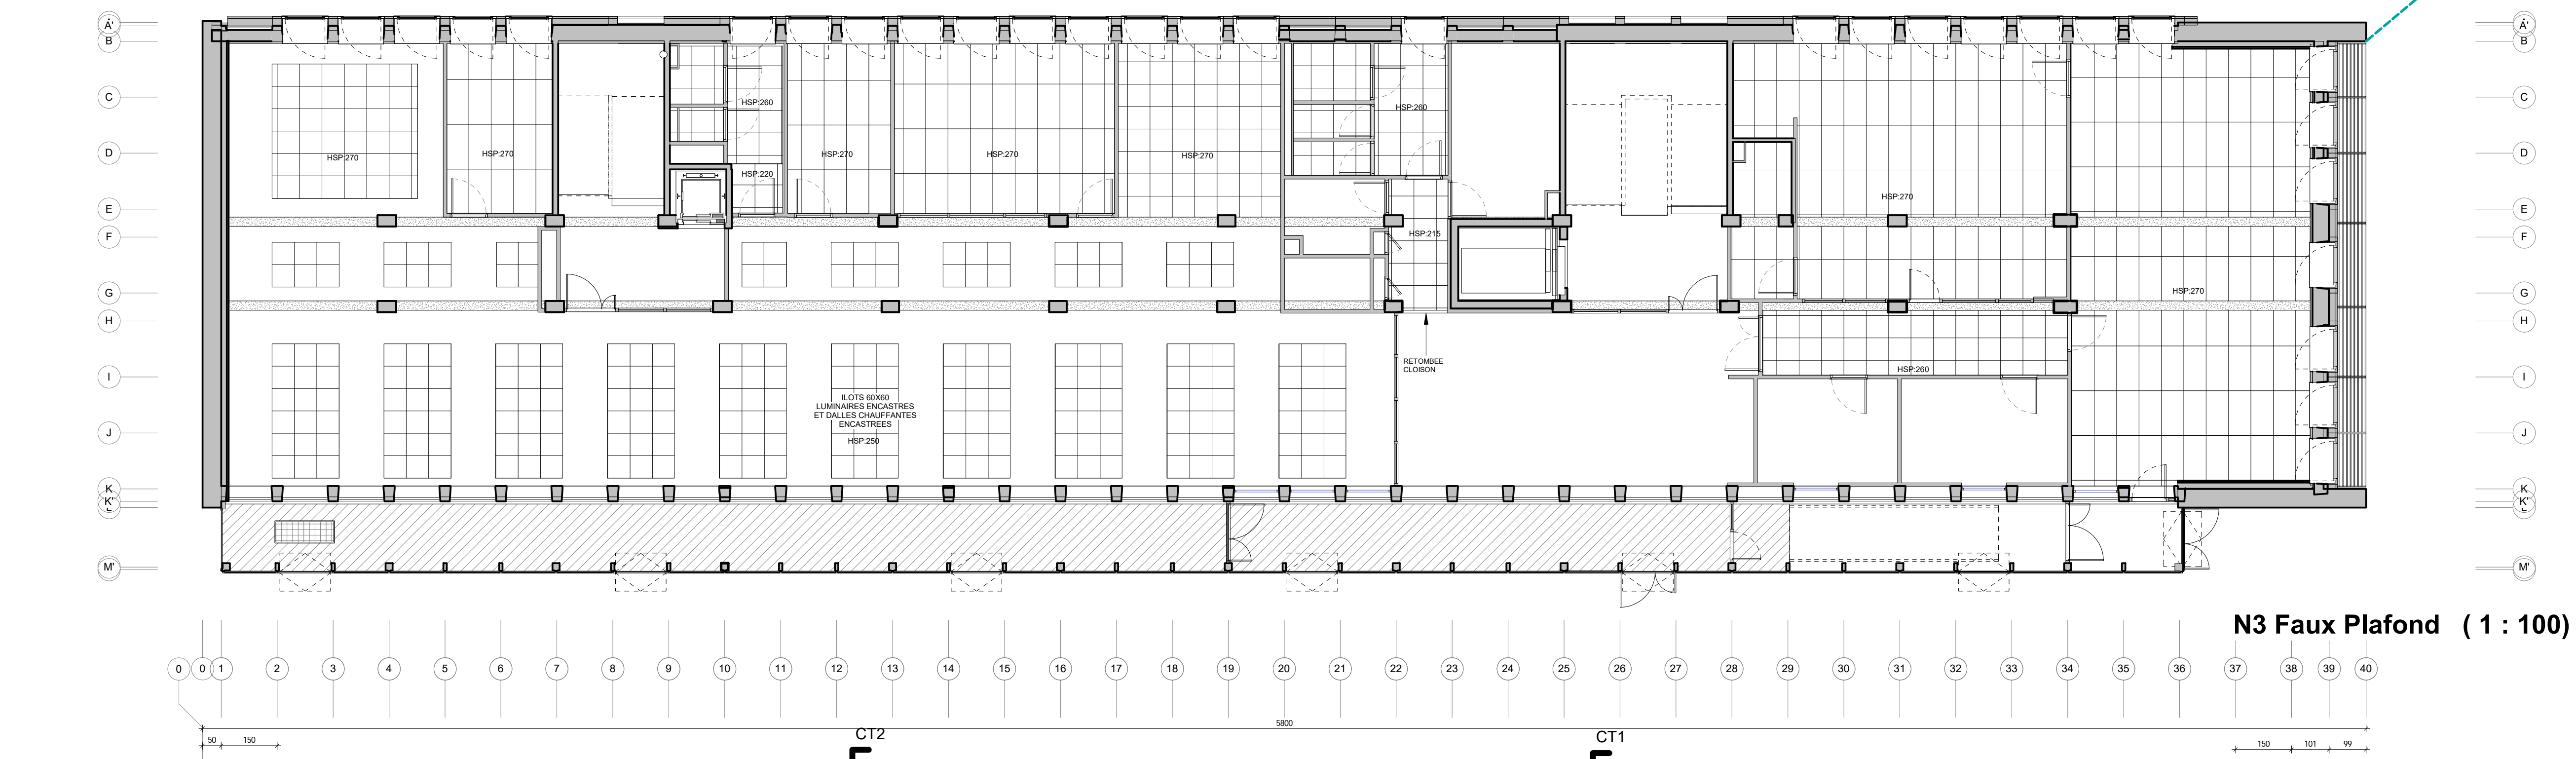 A' A'
B B
C C
D D
E E
F F
G G
H H
I I
J J
K K
K' K'
L L
M' M'
HSP:270
HSP:270
HSP:260
HSP:220
HSP:270
HSP:270
HSP:270
HSP:260
HSP:215
HSP:270
HSP:270
HSP:260
RETOMBEE
CLOISON
ILOTS 60X60
LUMINAIRES ENCASTRES
ET DALLES CHAUFFANTES
ENCASTREES
HSP:250
N3 Faux Plafond ( 1 : 100)
0 0 1 2 3 4 5 6 7 8 9 10 11 12 13 14 15 16 17 18 19 20 21 22 23 24 25 26 27 28 29 30 31 32 33 34 35 36 37 38 39 40
5800
50 150 150 101 99
CT2 CT1